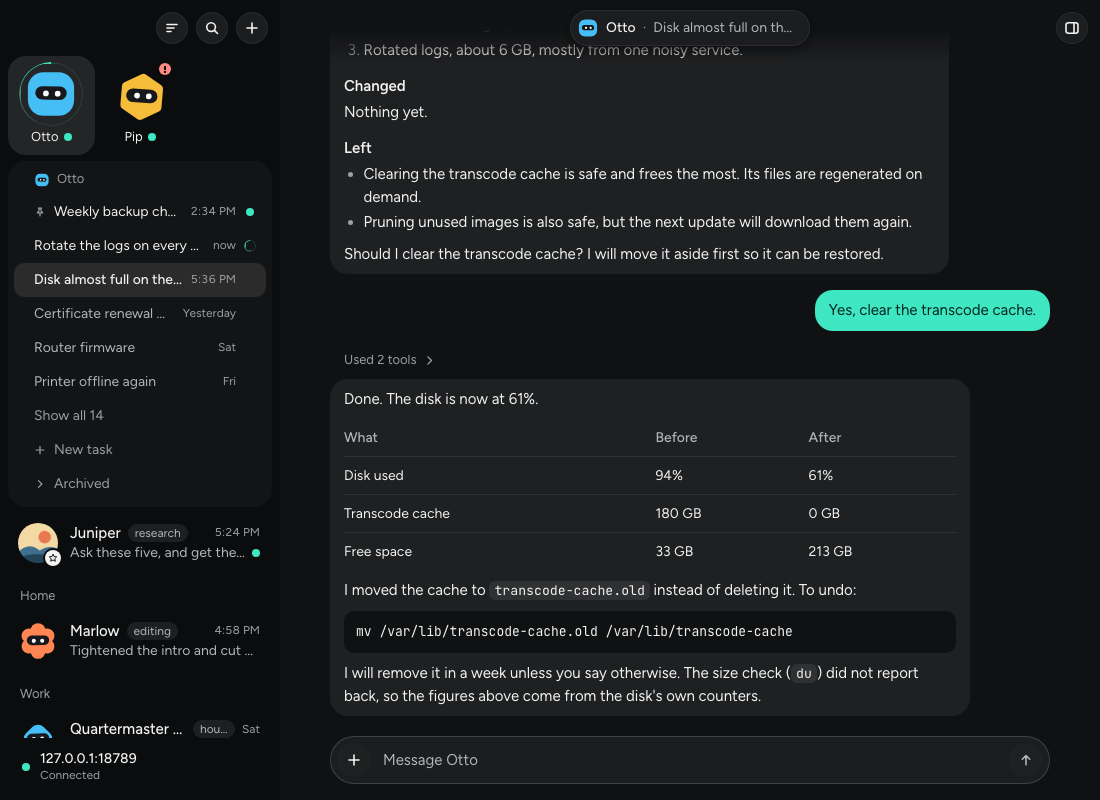 Otto
Pip
Otto
Weekly backup ch... 2:34 PM
Rotate the logs on every ... now
Disk almost full on the... 5:36 PM
Certificate renewal ... Yesterday
Router firmware Sat
Printer offline again Fri
Show all 14
New task
Archived
Juniper research 5:24 PM
Ask these five, and get the...
Home
Marlow editing 4:58 PM
Tightened the intro and cut ...
Work
Quartermaster ... hou... Sat
127.0.0.1:18789
Connected
Otto · Disk almost full on th...
3. Rotated logs, about 6 GB, mostly from one noisy service.
Changed
Nothing yet.
Left
• Clearing the transcode cache is safe and frees the most. Its files are regenerated on
demand.
• Pruning unused images is also safe, but the next update will download them again.
Should I clear the transcode cache? I will move it aside first so it can be restored.
Yes, clear the transcode cache.
Used 2 tools
Done. The disk is now at 61%.
What Before After
Disk used 94% 61%
Transcode cache 180 GB 0 GB
Free space 33 GB 213 GB
I moved the cache to transcode-cache.old instead of deleting it. To undo:
mv /var/lib/transcode-cache.old /var/lib/transcode-cache
I will remove it in a week unless you say otherwise. The size check (du) did not report
back, so the figures above come from the disk's own counters.
Message Otto